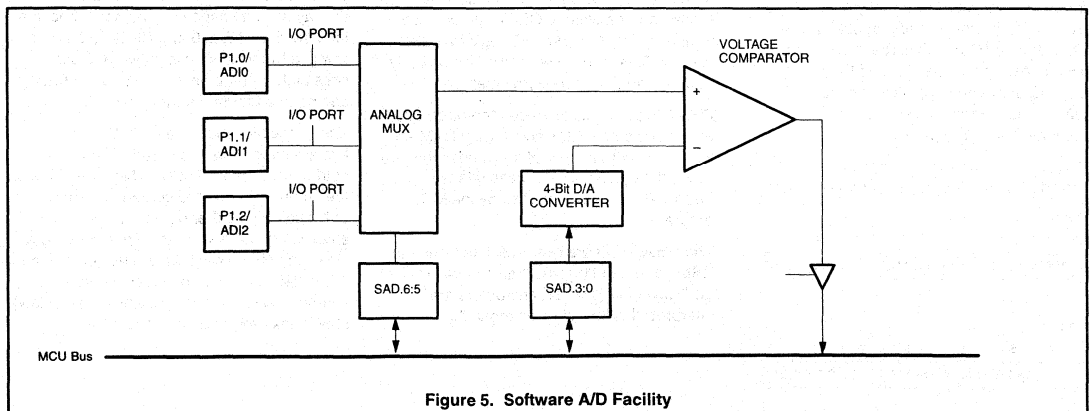 P1.0/
ADI0
I/O PORT
P1.1/
ADI1
I/O PORT
P1.2/
ADI2
I/O PORT
ANALOG
MUX
VOLTAGE
COMPARATOR
+
–
4-Bit D/A
CONVERTER
SAD.6:5
SAD.3:0
MCU Bus
Figure 5. Software A/D Facility